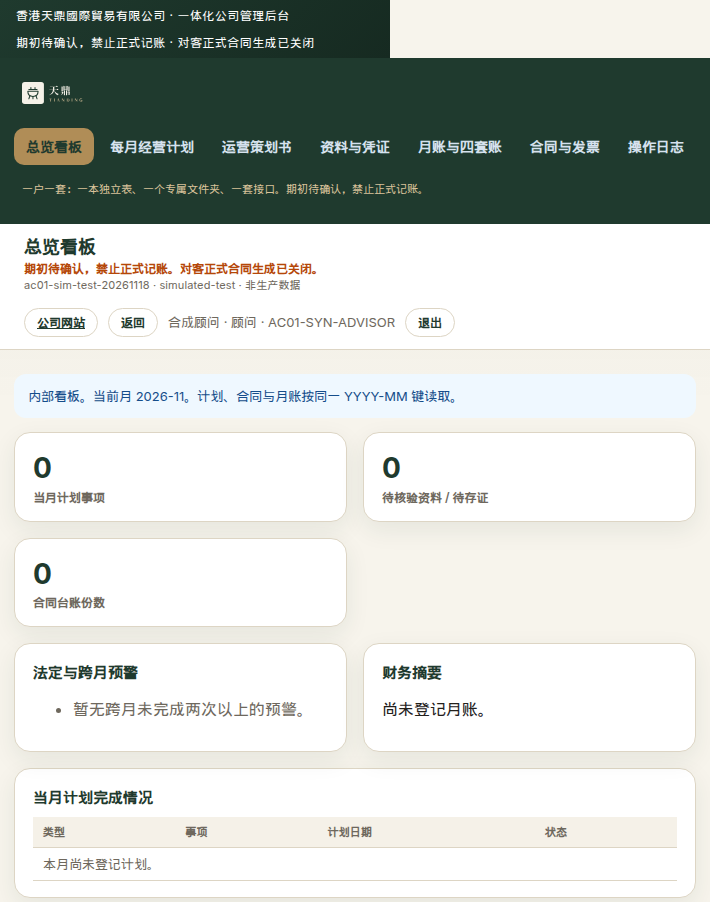 香港天鼎國際貿易有限公司 · 一体化公司管理后台
期初待确认，禁止正式记账 · 对客正式合同生成已关闭
天鼎
TIANDING
总览看板 每月经营计划 运营策划书 资料与凭证 月账与四套账 合同与发票 操作日志
一户一套：一本独立表、一个专属文件夹、一套接口。期初待确认，禁止正式记账。
总览看板
期初待确认，禁止正式记账。对客正式合同生成已关闭。
ac01-sim-test-20261118 · simulated-test · 非生产数据
公司网站 返回 合成顾问 · 顾问 · AC01-SYN-ADVISOR 退出
内部看板。当前月 2026-11。计划、合同与月账按同一 YYYY-MM 键读取。
0
当月计划事项
0
待核验资料 / 待存证
0
合同台账份数
法定与跨月预警
• 暂无跨月未完成两次以上的预警。
财务摘要
尚未登记月账。
当月计划完成情况
类型 事项 计划日期 状态
本月尚未登记计划。